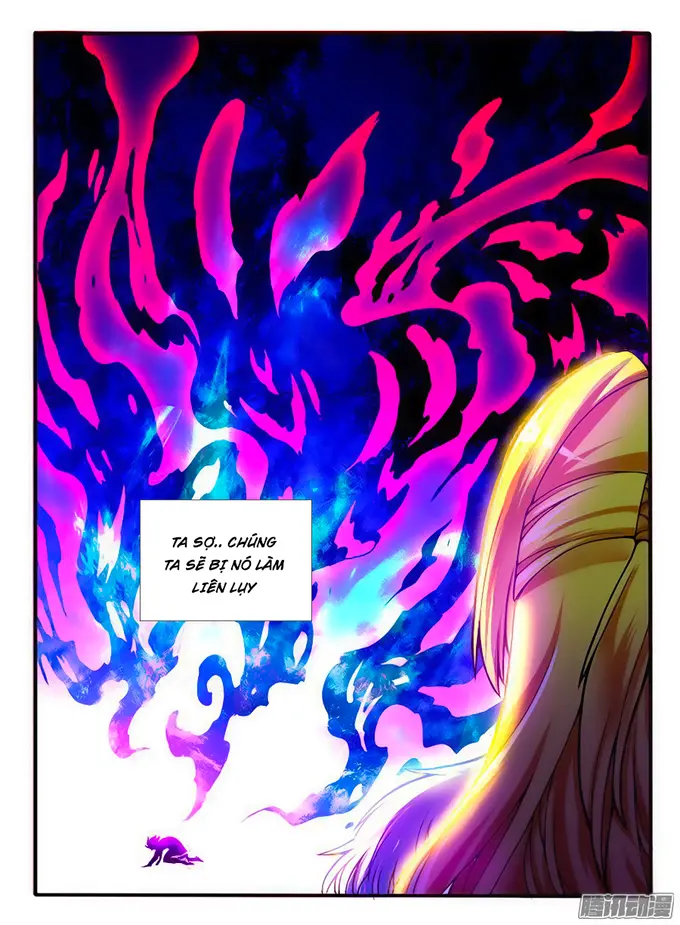 TA SỢ.. CHÚNG
TA SẼ BỊ NÓ LÀM
LIÊN LỤY
腾讯动漫